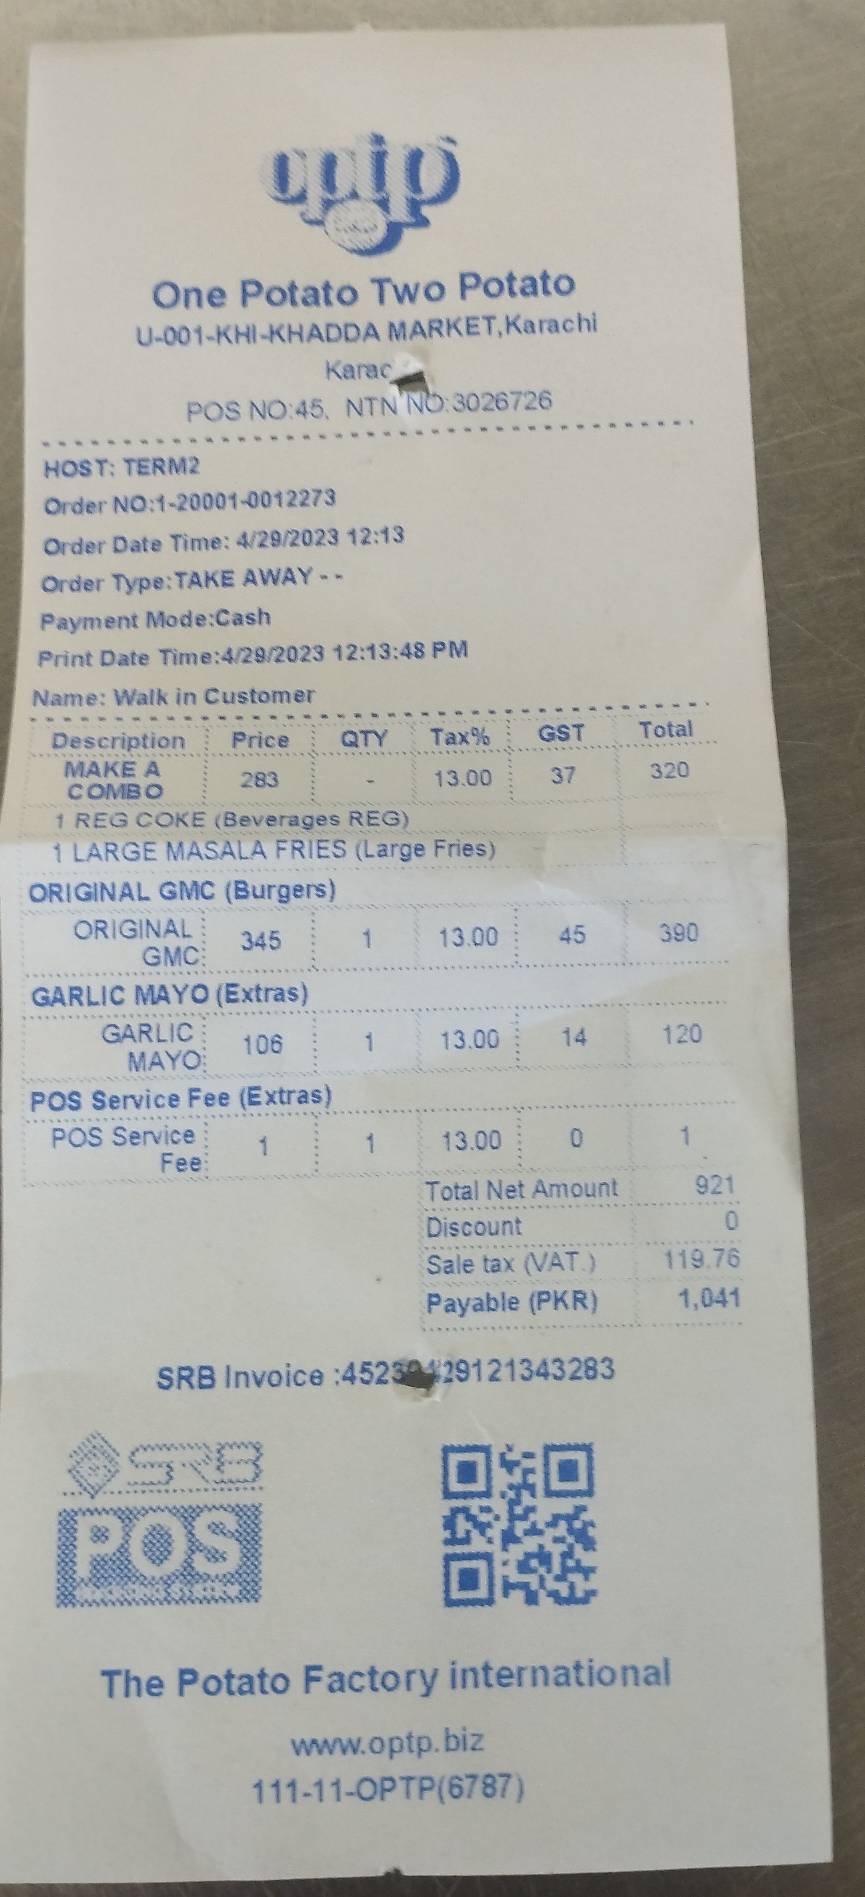 optp
One Potato Two Potato
U-001-KHI-KHADDA MARKET,Karachi
POS NO:45, NTN NO:3026726
HOST: TERM2
Order NO:1-20001-0012273
Order Date Time: 4/29/2023 12:13
Order Type:TAKE AWAY - -
Payment Mode:Cash
Print Date Time:4/29/2023 12:13:48 PM
Name: Walk in Customer
Description Price QTY Tax% GST Total
MAKE A COMBO 283 - 13.00 37 320
1 REG COKE (Beverages REG)
1 LARGE MASALA FRIES (Large Fries)
ORIGINAL GMC (Burgers)
ORIGINAL GMC 345 1 13.00 45 390
GARLIC MAYO (Extras)
GARLIC MAYO 106 1 13.00 14 120
POS Service Fee (Extras)
POS Service Fee 1 1 13.00 0 1
Total Net Amount 921
Discount 0
Sale tax (VAT.) 119.76
Payable (PKR) 1,041
SRB Invoice :
SRB
POS
The Potato Factory international
www.optp.biz
111-11-OPTP(6787)